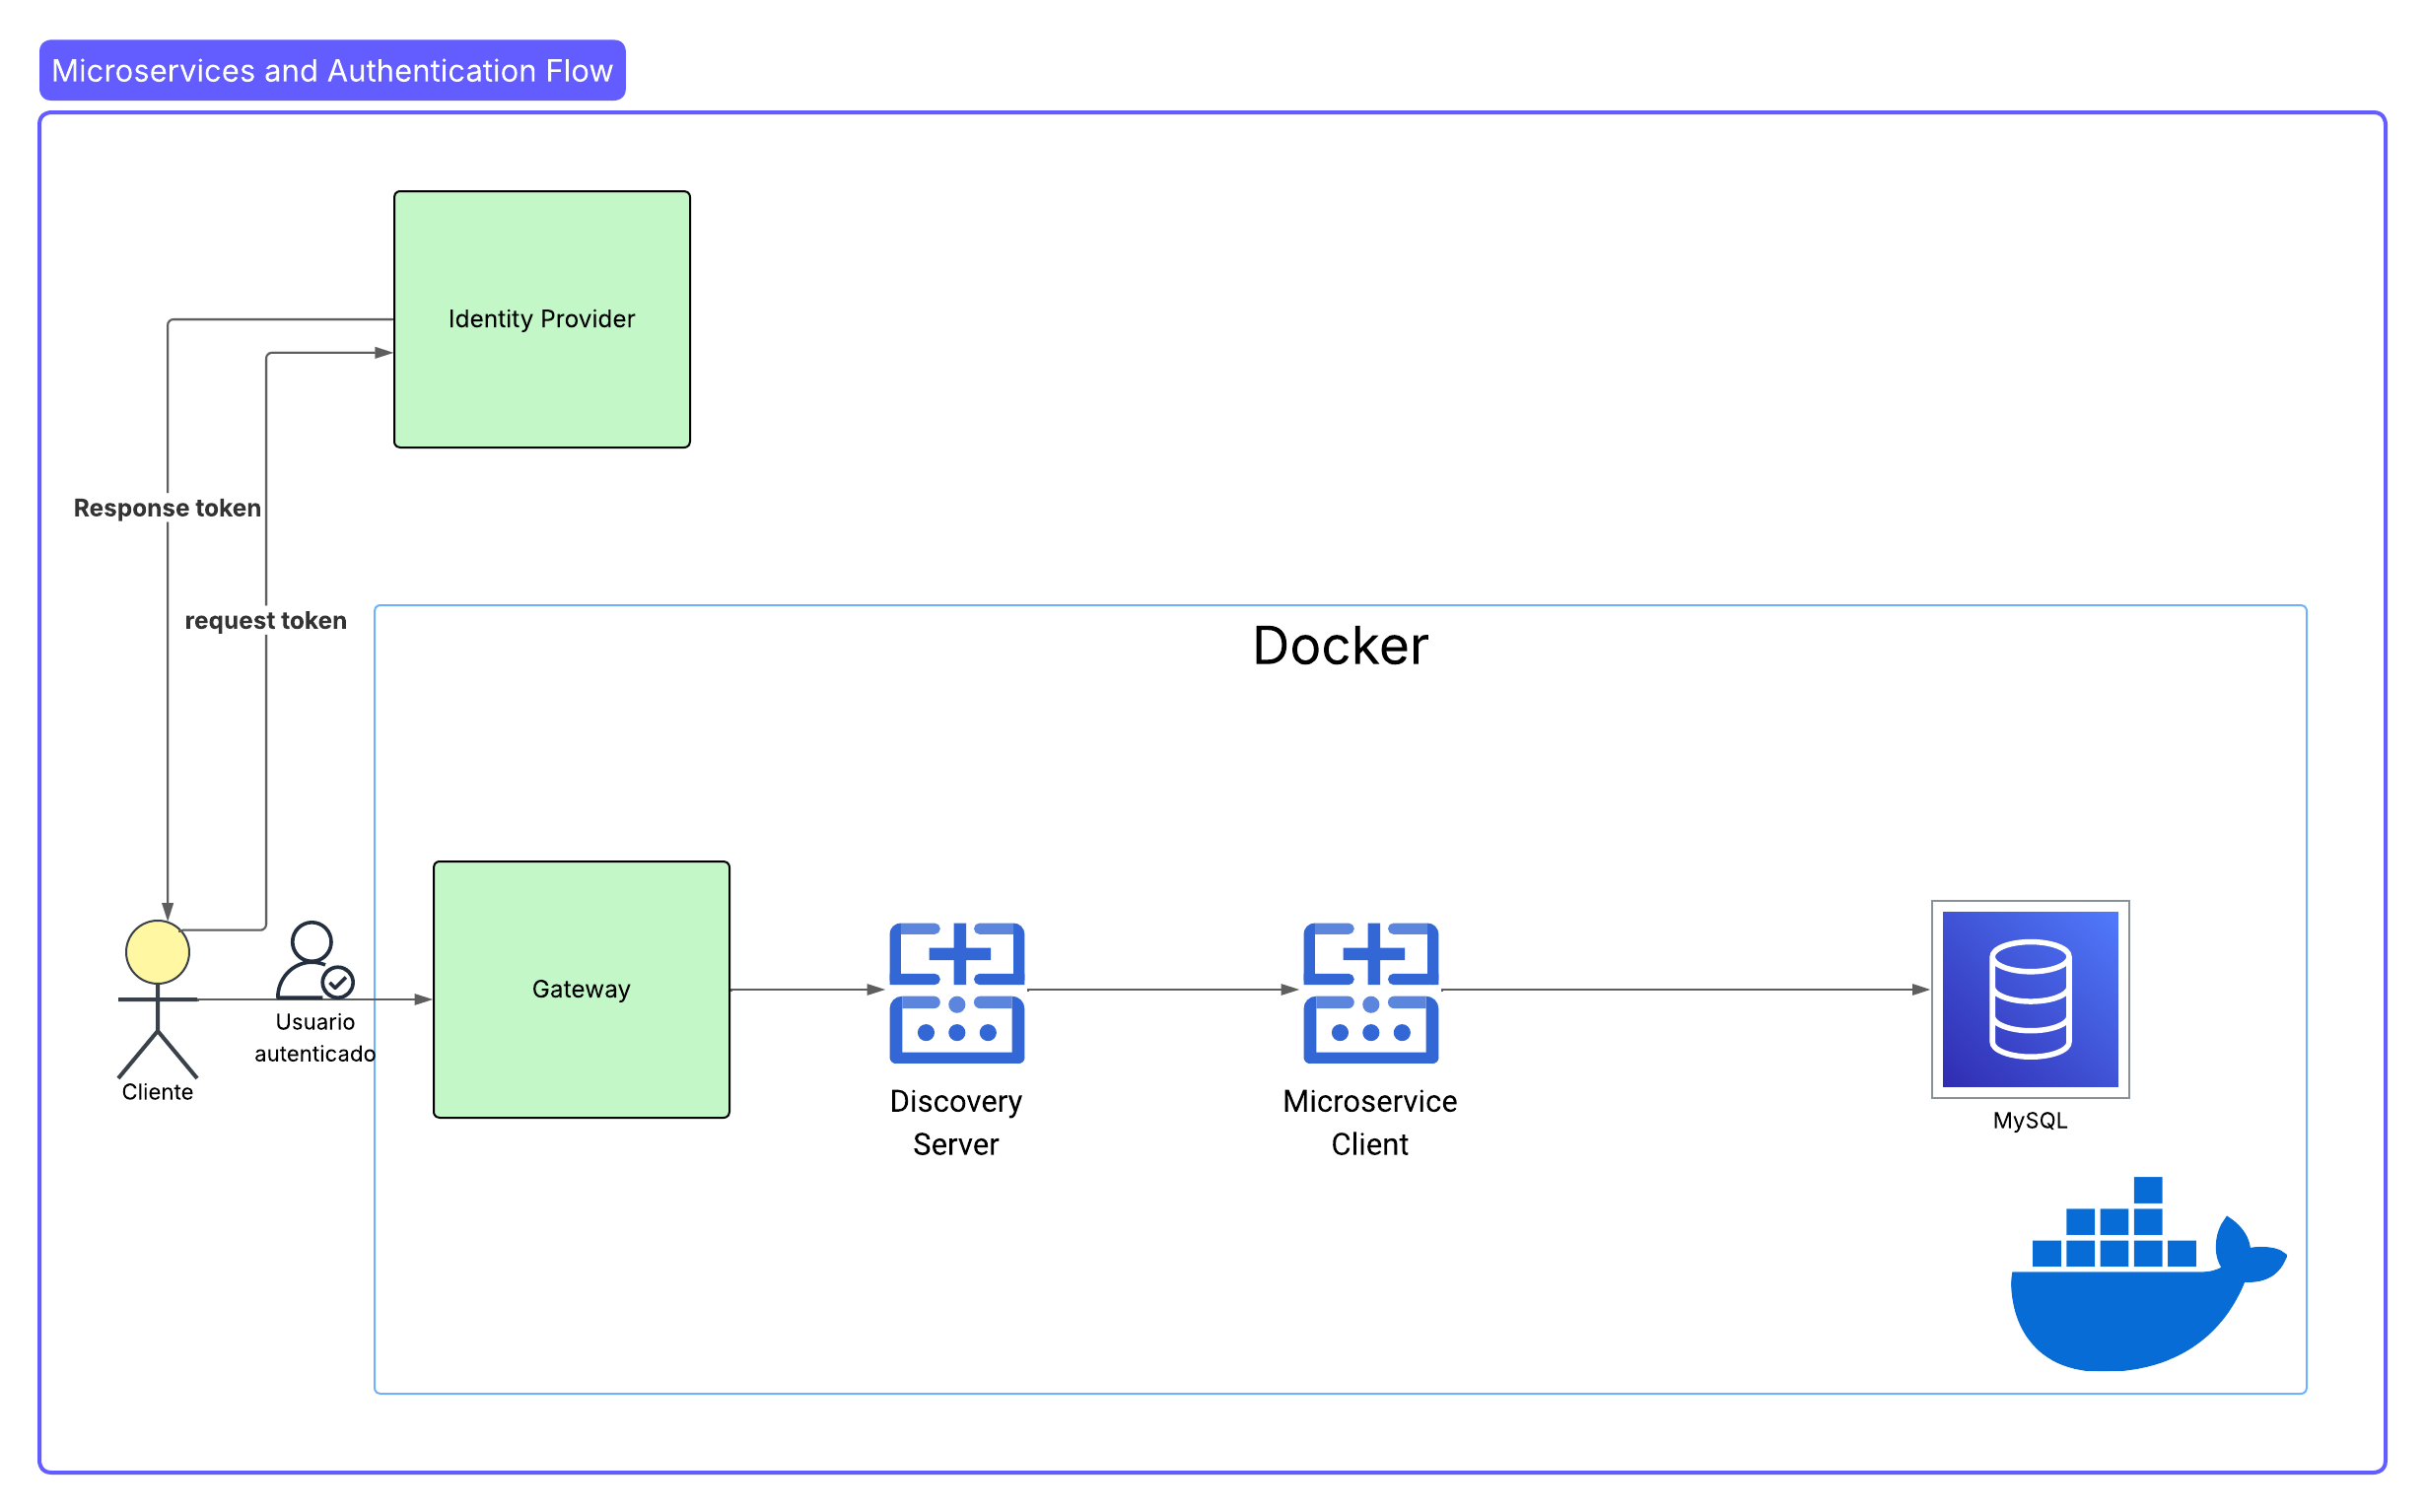 Microservices and Authentication Flow
Identity Provider
Response token
request token
Docker
Gateway
Usuario
autenticado
Cliente
Discovery
Server
Microservice
Client
MySQL